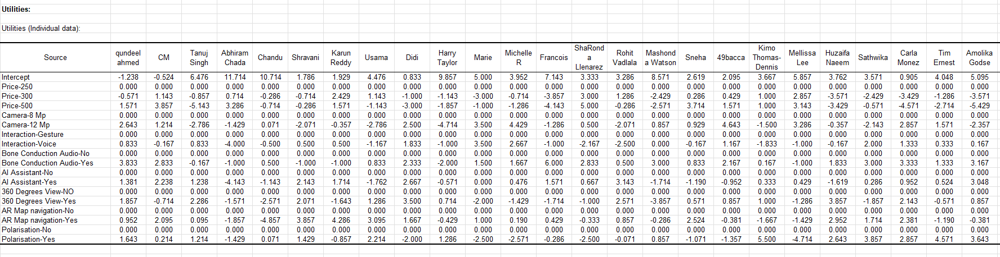 Utilities:
Utilities (Individual data):
Source qundeel ahmed CM Tanuj Singh Abhiram Chada Chandu Shravani Karun Reddy Usama Didi Harry Taylor Marie Michelle R Francois ShaRonda Llenarez Rohit Vadlala Mashonda Watson Sneha 49bacca Kimo Thomas-Dennis Mellissa Lee Huzaifa Naeem Sathwika Carla Monez Tim Ernest Amolika Godse
Intercept -1.238 -0.524 6.476 11.714 10.714 1.786 1.929 4.476 0.833 9.857 5.000 3.952 7.143 3.333 3.286 8.571 2.619 2.095 3.667 5.857 3.762 3.571 0.905 4.048 5.095
Price-250 0.000 0.000 0.000 0.000 0.000 0.000 0.000 0.000 0.000 0.000 0.000 0.000 0.000 0.000 0.000 0.000 0.000 0.000 0.000 0.000 0.000 0.000 0.000 0.000 0.000
Price-300 -0.571 1.143 -0.857 0.714 -0.286 -0.714 2.429 1.143 -1.000 -1.143 -3.000 -0.714 -3.857 3.000 1.286 -2.429 0.286 0.429 1.000 2.857 -3.571 -2.429 -3.429 -1.286 -3.571
Price-500 1.571 3.857 -5.143 3.286 -0.714 -0.286 1.571 -1.143 -3.000 -1.857 -1.000 -1.286 -4.143 5.000 -0.286 -2.571 3.714 1.571 1.000 3.143 -3.429 -0.571 -4.571 -2.714 -5.429
Camera-8 Mp 0.000 0.000 0.000 0.000 0.000 0.000 0.000 0.000 0.000 0.000 0.000 0.000 0.000 0.000 0.000 0.000 0.000 0.000 0.000 0.000 0.000 0.000 0.000 0.000 0.000
Camera-12 Mp 2.643 1.214 -2.786 -1.429 0.071 -2.071 -0.357 -2.786 2.500 -4.714 3.500 4.429 -1.286 0.500 -2.071 0.857 0.929 4.643 -1.500 3.286 -0.357 -2.143 2.857 1.571 -2.357
Interaction-Gesture 0.000 0.000 0.000 0.000 0.000 0.000 0.000 0.000 0.000 0.000 0.000 0.000 0.000 0.000 0.000 0.000 0.000 0.000 0.000 0.000 0.000 0.000 0.000 0.000 0.000
Interaction-Voice 0.833 -0.167 0.833 -4.000 -0.500 0.500 0.500 -1.167 1.833 -1.000 3.500 2.667 -1.000 -2.167 -2.500 0.000 -0.167 1.167 -1.833 -1.000 -0.167 2.000 1.333 0.333 0.167
Bone Conduction Audio-No 0.000 0.000 0.000 0.000 0.000 0.000 0.000 0.000 0.000 0.000 0.000 0.000 0.000 0.000 0.000 0.000 0.000 0.000 0.000 0.000 0.000 0.000 0.000 0.000 0.000
Bone Conduction Audio-Yes 3.833 2.833 -0.167 -1.000 0.500 -1.000 -1.000 0.833 2.333 -2.000 1.500 1.667 6.000 2.833 0.500 3.000 0.833 2.167 0.167 -1.000 1.833 3.000 3.333 1.333 3.167
AI Assistant-No 0.000 0.000 0.000 0.000 0.000 0.000 0.000 0.000 0.000 0.000 0.000 0.000 0.000 0.000 0.000 0.000 0.000 0.000 0.000 0.000 0.000 0.000 0.000 0.000 0.000
AI Assistant-Yes 1.381 2.238 1.238 -4.143 -1.143 2.143 1.714 -1.762 2.667 -0.571 0.000 0.476 1.571 0.667 3.143 -1.714 -1.190 -0.952 0.333 0.429 -1.619 0.286 0.952 0.524 3.048
360 Degrees View-NO 0.000 0.000 0.000 0.000 0.000 0.000 0.000 0.000 0.000 0.000 0.000 0.000 0.000 0.000 0.000 0.000 0.000 0.000 0.000 0.000 0.000 0.000 0.000 0.000 0.000
360 Degrees View-Yes 1.857 -0.714 2.286 -1.571 -2.571 2.071 -1.643 1.286 3.500 0.714 -2.000 -1.429 -1.714 -1.000 2.571 -3.857 0.571 0.857 1.000 -1.286 3.857 -1.857 2.143 -0.571 0.857
AR Map navigation-No 0.000 0.000 0.000 0.000 0.000 0.000 0.000 0.000 0.000 0.000 0.000 0.000 0.000 0.000 0.000 0.000 0.000 0.000 0.000 0.000 0.000 0.000 0.000 0.000 0.000
AR Map navigation-Yes 0.952 2.095 0.095 -1.857 -4.857 3.857 4.286 3.095 1.667 -0.429 1.000 0.190 0.429 -0.333 0.857 -0.286 2.524 -0.381 -1.667 -1.429 2.952 1.714 2.381 -1.190 -0.381
Polarisation-No 0.000 0.000 0.000 0.000 0.000 0.000 0.000 0.000 0.000 0.000 0.000 0.000 0.000 0.000 0.000 0.000 0.000 0.000 0.000 0.000 0.000 0.000 0.000 0.000 0.000
Polarisation-Yes 1.643 0.214 1.214 -1.429 0.071 1.429 -0.857 2.214 -2.000 1.286 -2.500 -2.571 -0.286 -2.500 -0.071 0.857 -1.071 -1.357 5.500 -4.714 2.643 3.857 2.857 4.571 3.643